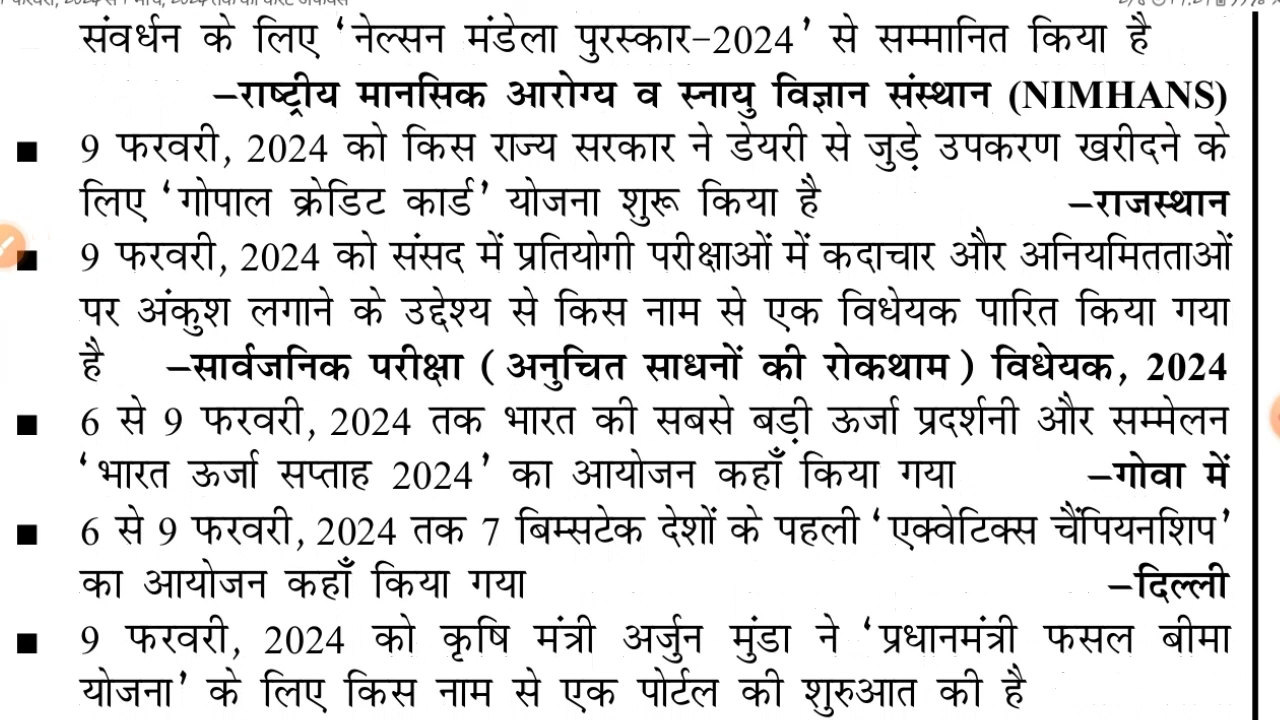 संवर्धन के लिए ‘नेल्सन मंडेला पुरस्कार-2024’ से सम्मानित किया है
–राष्ट्रीय मानसिक आरोग्य व स्नायु विज्ञान संस्थान (NIMHANS)
■ 9 फरवरी, 2024 को किस राज्य सरकार ने डेयरी से जुड़े उपकरण खरीदने के
लिए ‘गोपाल क्रेडिट कार्ड’ योजना शुरू किया है –राजस्थान
■ 9 फरवरी, 2024 को संसद में प्रतियोगी परीक्षाओं में कदाचार और अनियमितताओं
पर अंकुश लगाने के उद्देश्य से किस नाम से एक विधेयक पारित किया गया
है –सार्वजनिक परीक्षा (अनुचित साधनों की रोकथाम) विधेयक, 2024
■ 6 से 9 फरवरी, 2024 तक भारत की सबसे बड़ी ऊर्जा प्रदर्शनी और सम्मेलन
‘भारत ऊर्जा सप्ताह 2024’ का आयोजन कहाँ किया गया –गोवा में
■ 6 से 9 फरवरी, 2024 तक 7 बिम्सटेक देशों के पहली ‘एक्वेटिक्स चैंपियनशिप’
का आयोजन कहाँ किया गया –दिल्ली
■ 9 फरवरी, 2024 को कृषि मंत्री अर्जुन मुंडा ने ‘प्रधानमंत्री फसल बीमा
योजना’ के लिए किस नाम से एक पोर्टल की शुरुआत की है